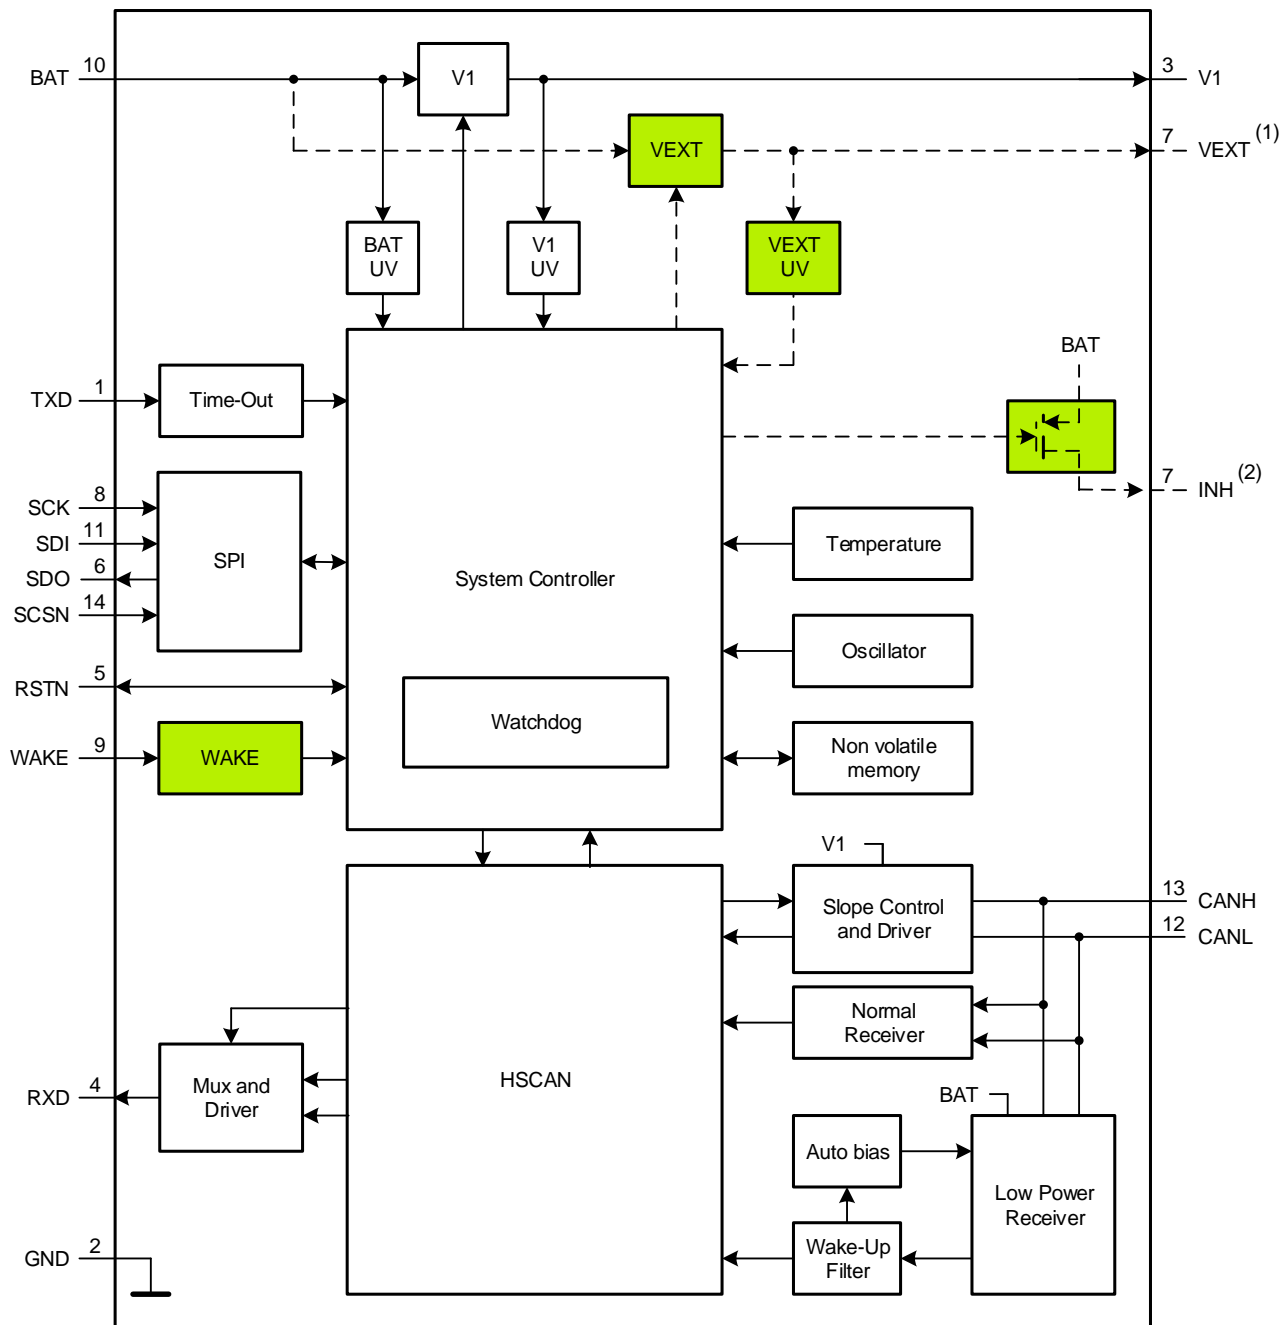 BAT 10
V1
3 V1
VEXT
7 VEXT (1)
BAT
UV
V1
UV
VEXT
UV
BAT
TXD 1
Time-Out
7 INH (2)
SCK 8
SDI 11
SDO 6
SCSN 14
SPI
System Controller
Temperature
Oscillator
RSTN 5
Watchdog
WAKE 9
WAKE
Non volatile
memory
V1
Slope Control
and Driver
13 CANH
12 CANL
Normal
Receiver
HSCAN
RXD 4
Mux and
Driver
BAT
Auto bias
Low Power
Receiver
Wake-Up
Filter
GND 2